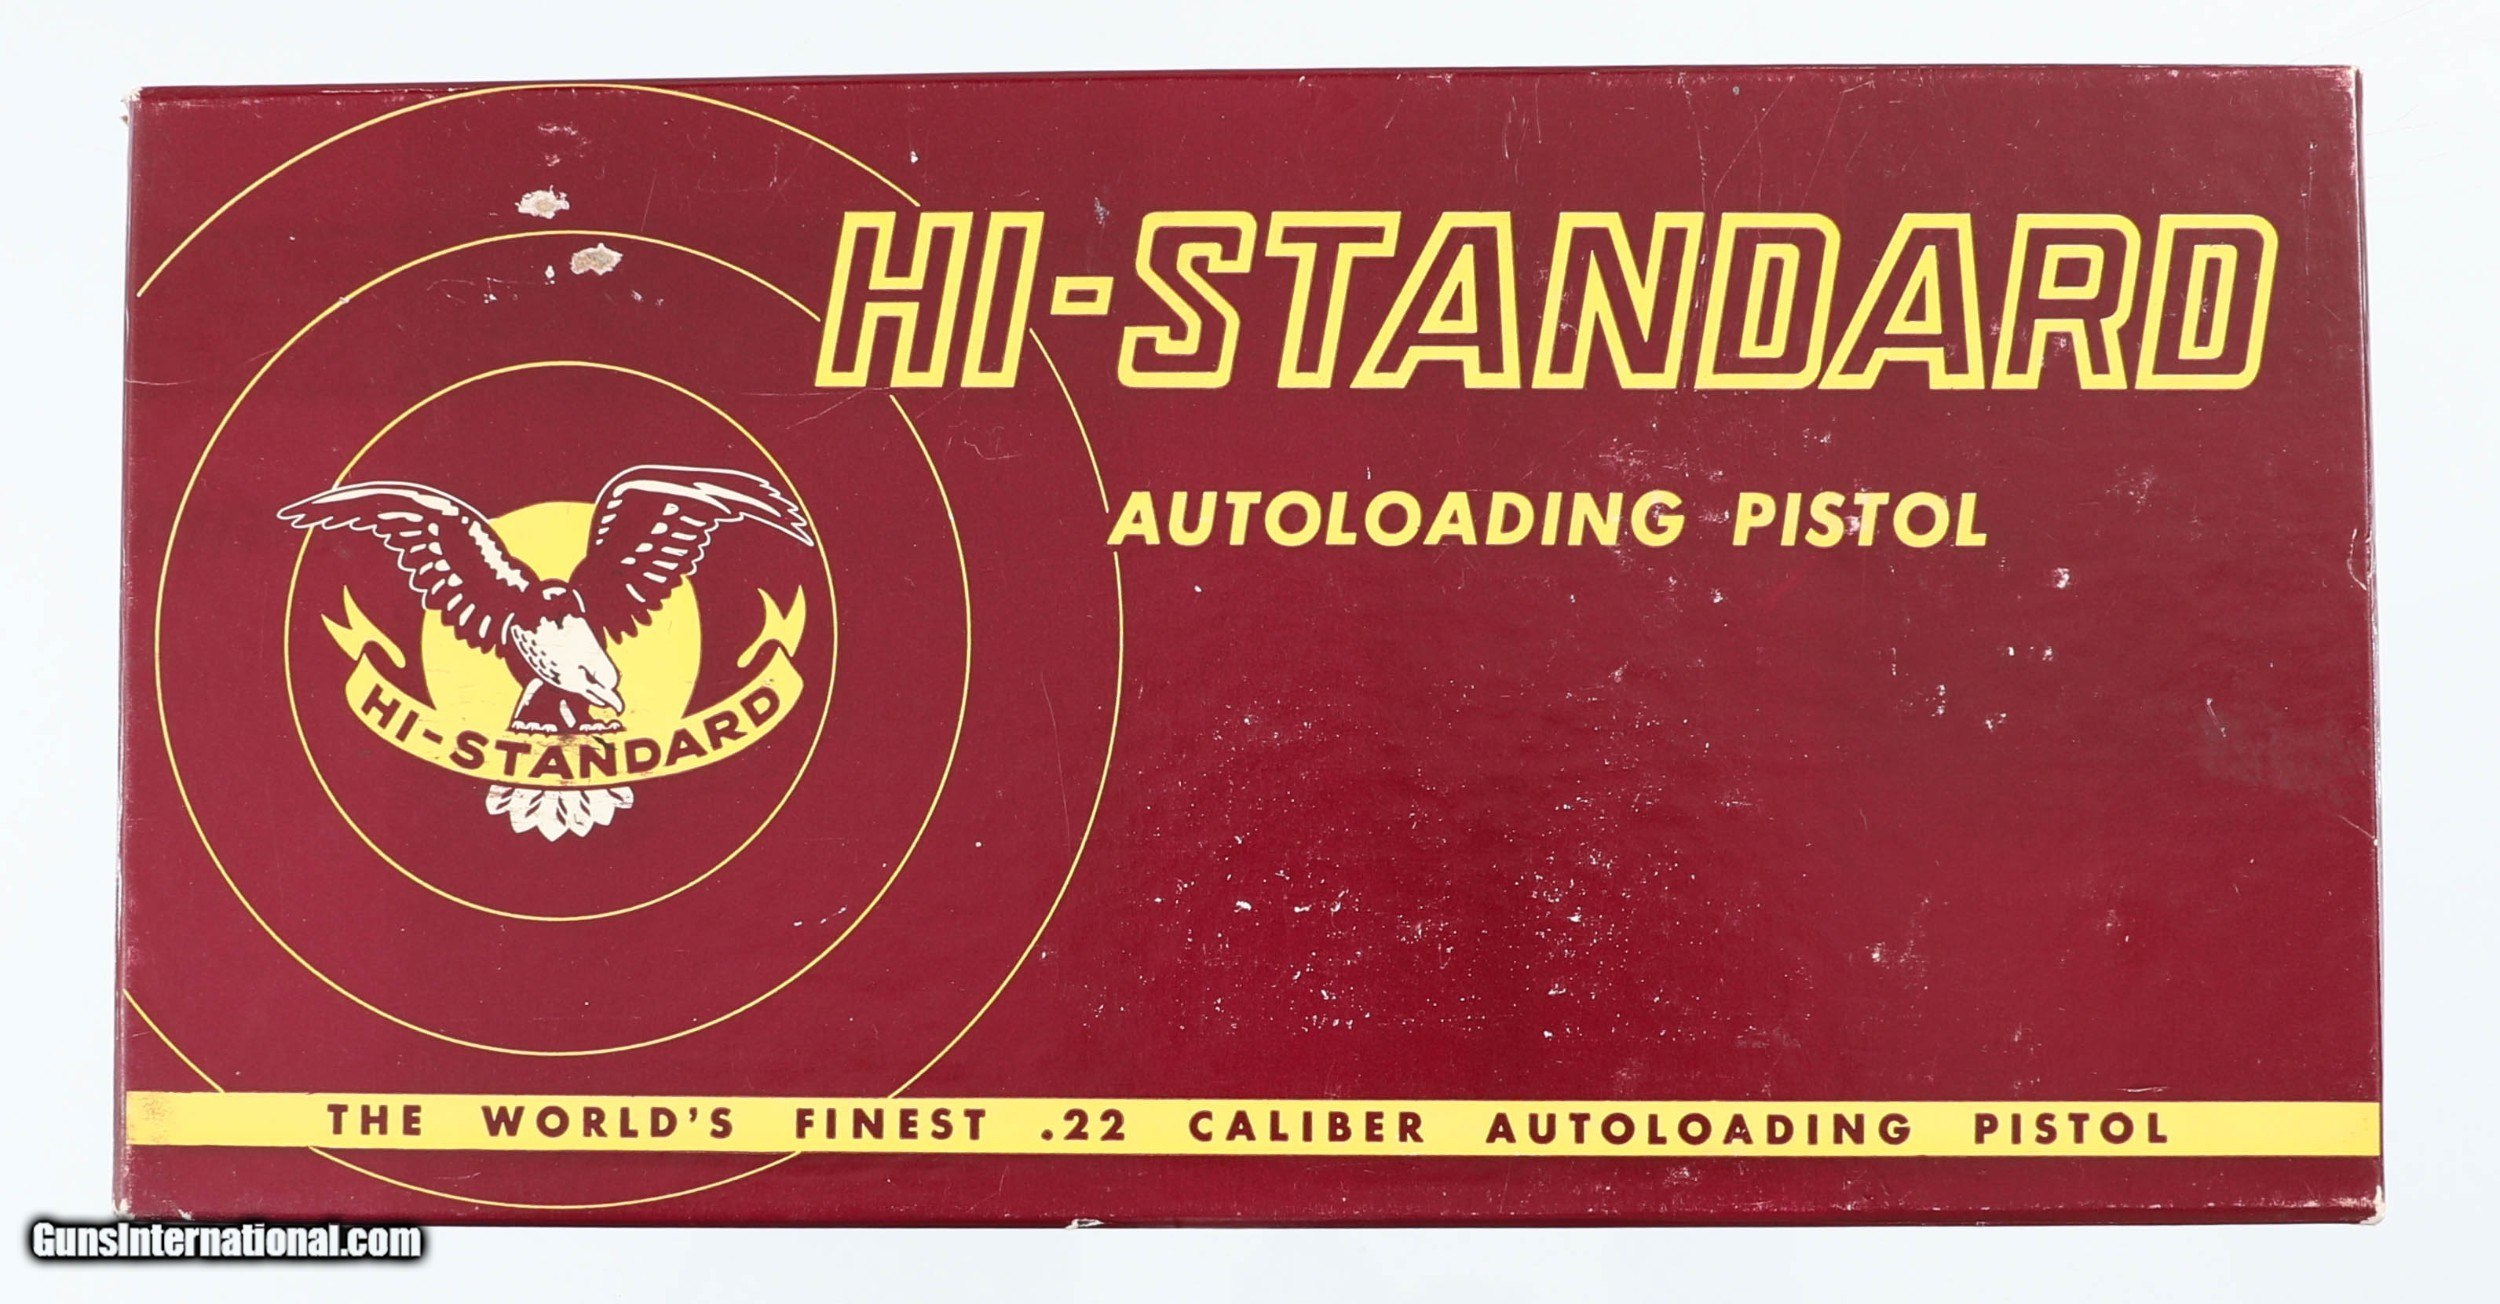 HI-STANDARD
AUTOLOADING PISTOL
HI-STANDARD
THE WORLD'S FINEST .22 CALIBER AUTOLOADING PISTOL
GunsInternational.com